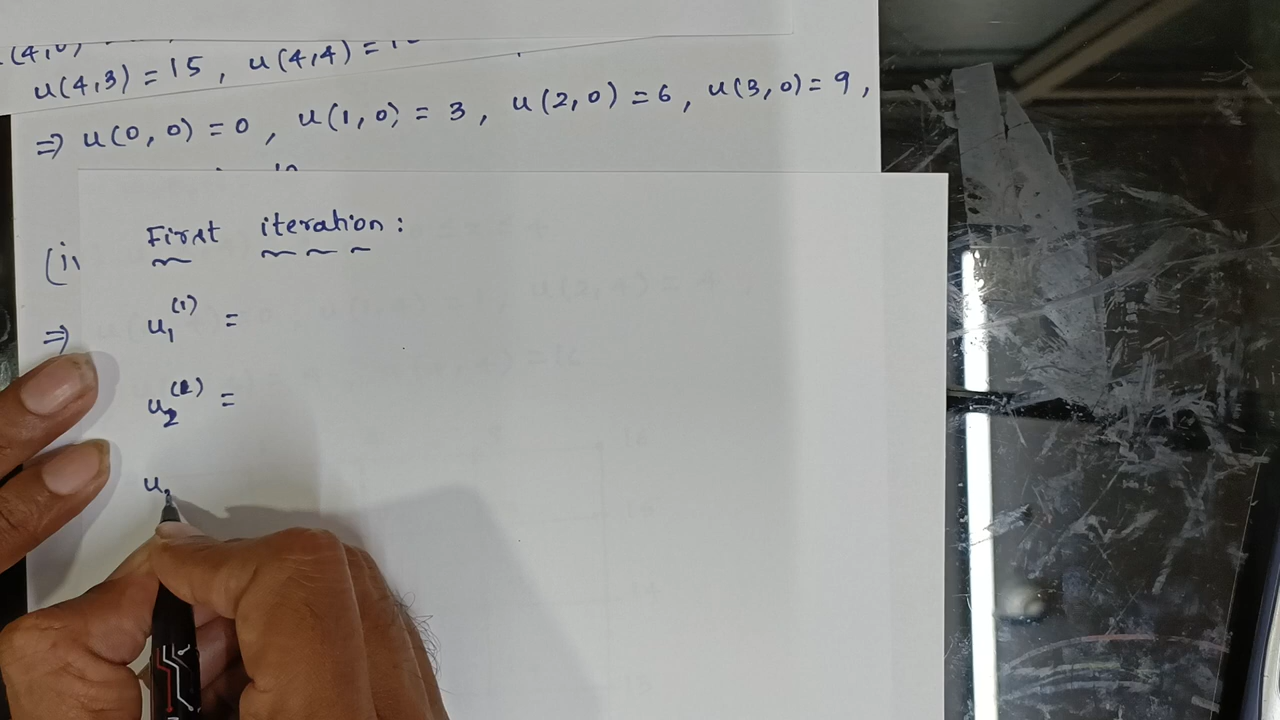 u(4,3) = 15 , u(4,4) =
⇒ u(0,0) = 0 , u(1,0) = 3 , u(2,0) = 6 , u(3,0) = 9 ,
First iteration :
u₁⁽¹⁾ =
⇒
u₂⁽²⁾ =
u